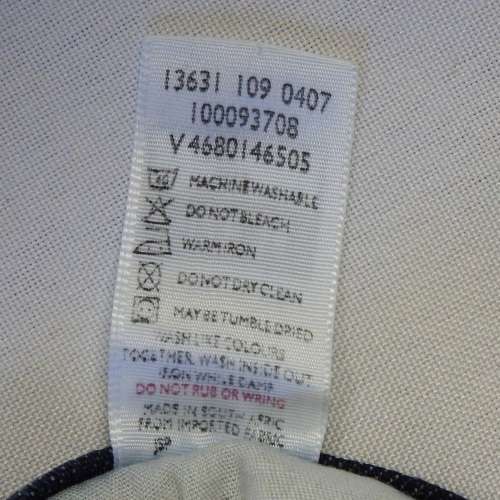 13631 109 0407
100093708
V 4680146505
40 MACHINE WASHABLE
DO NOT BLEACH
WARM IRON
DO NOT DRY CLEAN
MAY BE TUMBLE DRIED
WASH LIKE COLOURS
TOGETHER. WASH INSIDE OUT
IRON WHILE DAMP
DO NOT RUB OR WRING
MADE IN SOUTH AFRIC
FROM IMPORTED FABRIC